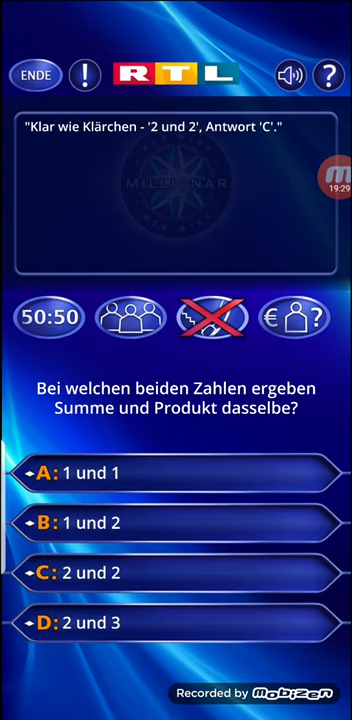 ENDE
!
RTL
?
"Klar wie Klärchen - '2 und 2', Antwort 'C'."
MILLIONÄR
19:29
50:50
€ ?
Bei welchen beiden Zahlen ergeben
Summe und Produkt dasselbe?
A: 1 und 1
B: 1 und 2
C: 2 und 2
D: 2 und 3
Recorded by mobizen